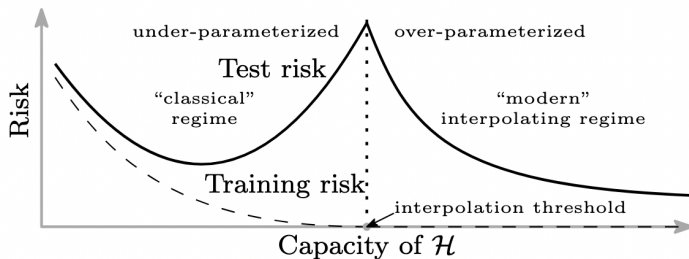 under-parameterized
over-parameterized
Test risk
"classical"
regime
"modern"
interpolating regime
Risk
Training risk
interpolation threshold
Capacity of ℋ